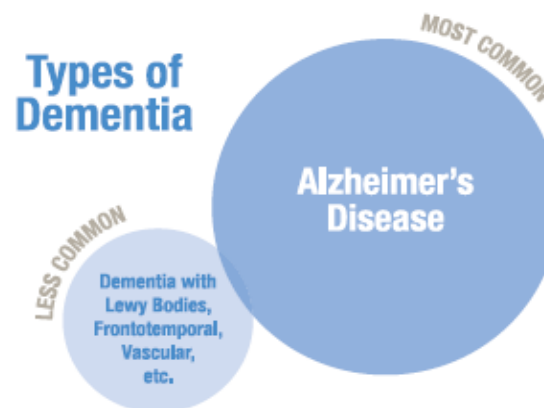 Types of
Dementia
MOST COMMON
Alzheimer's
Disease
LESS COMMON
Dementia with
Lewy Bodies,
Frontotemporal,
Vascular,
etc.